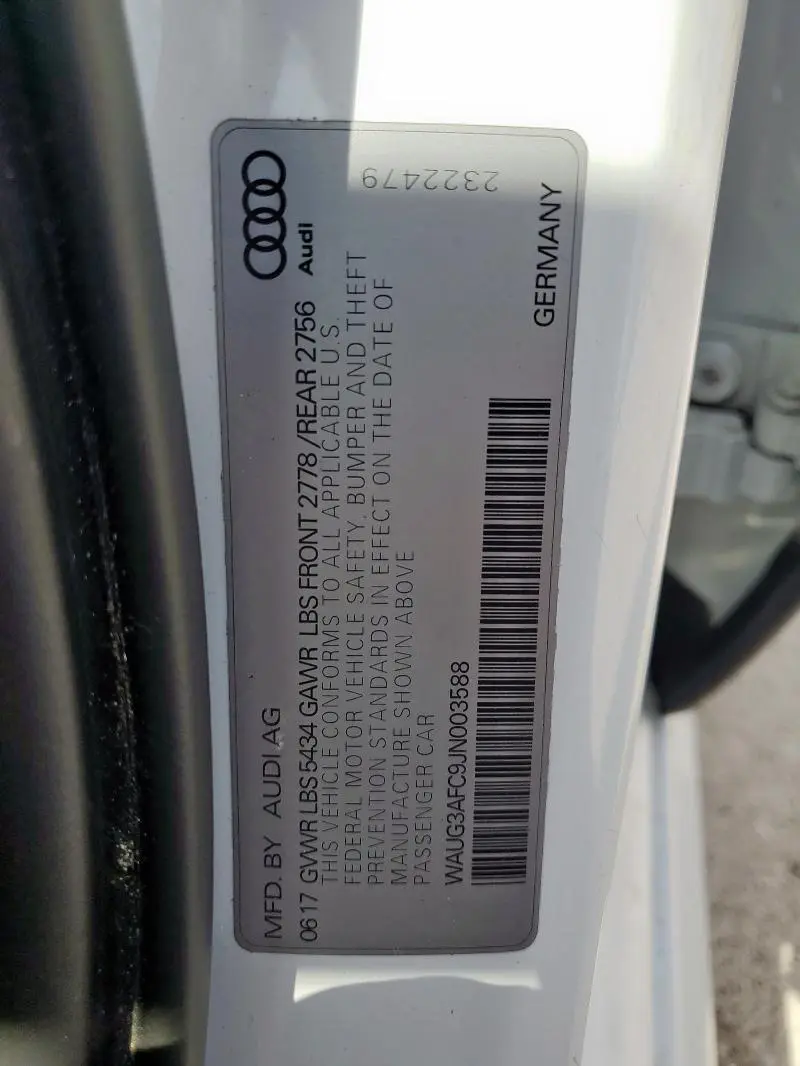 MFD. BY AUDI AG
0617 GVWR LBS 5434 GAWR LBS FRONT 2778 /REAR 2756
Audi
THIS VEHICLE CONFORMS TO ALL APPLICABLE U.S.
FEDERAL MOTOR VEHICLE SAFETY, BUMPER AND THEFT
PREVENTION STANDARDS IN EFFECT ON THE DATE OF
MANUFACTURE SHOWN ABOVE
PASSENGER CAR
2322479
WAUG3AFC9JN003588
GERMANY